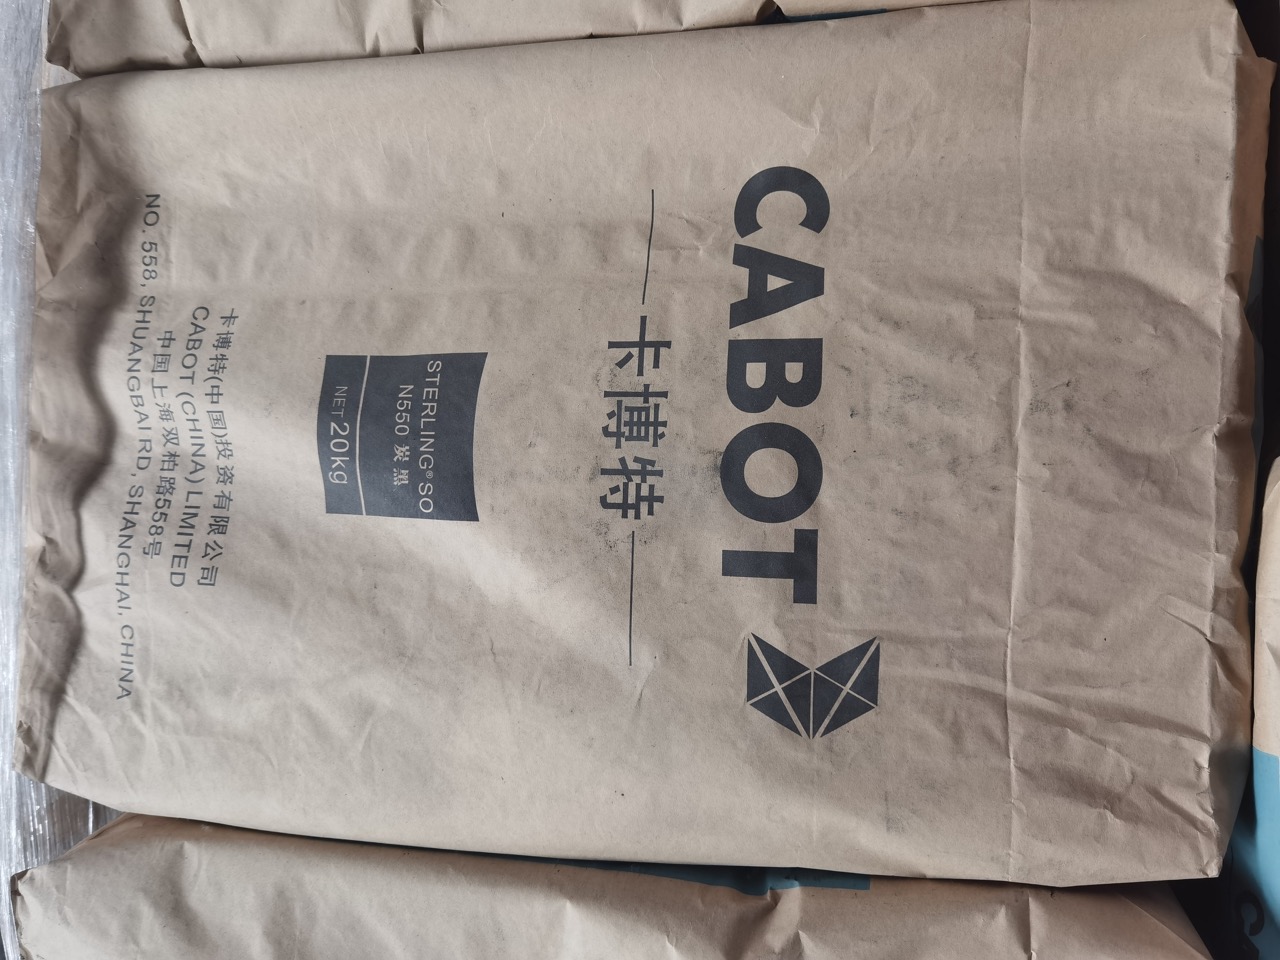 CABOT
卡博特
STERLING® SO
N550 炭黑
NET 20kg
卡博特(中国)投资有限公司
CABOT (CHINA) LIMITED
中国上海双柏路558号
NO. 558, SHUANGBAI RD, SHANGHAI, CHINA